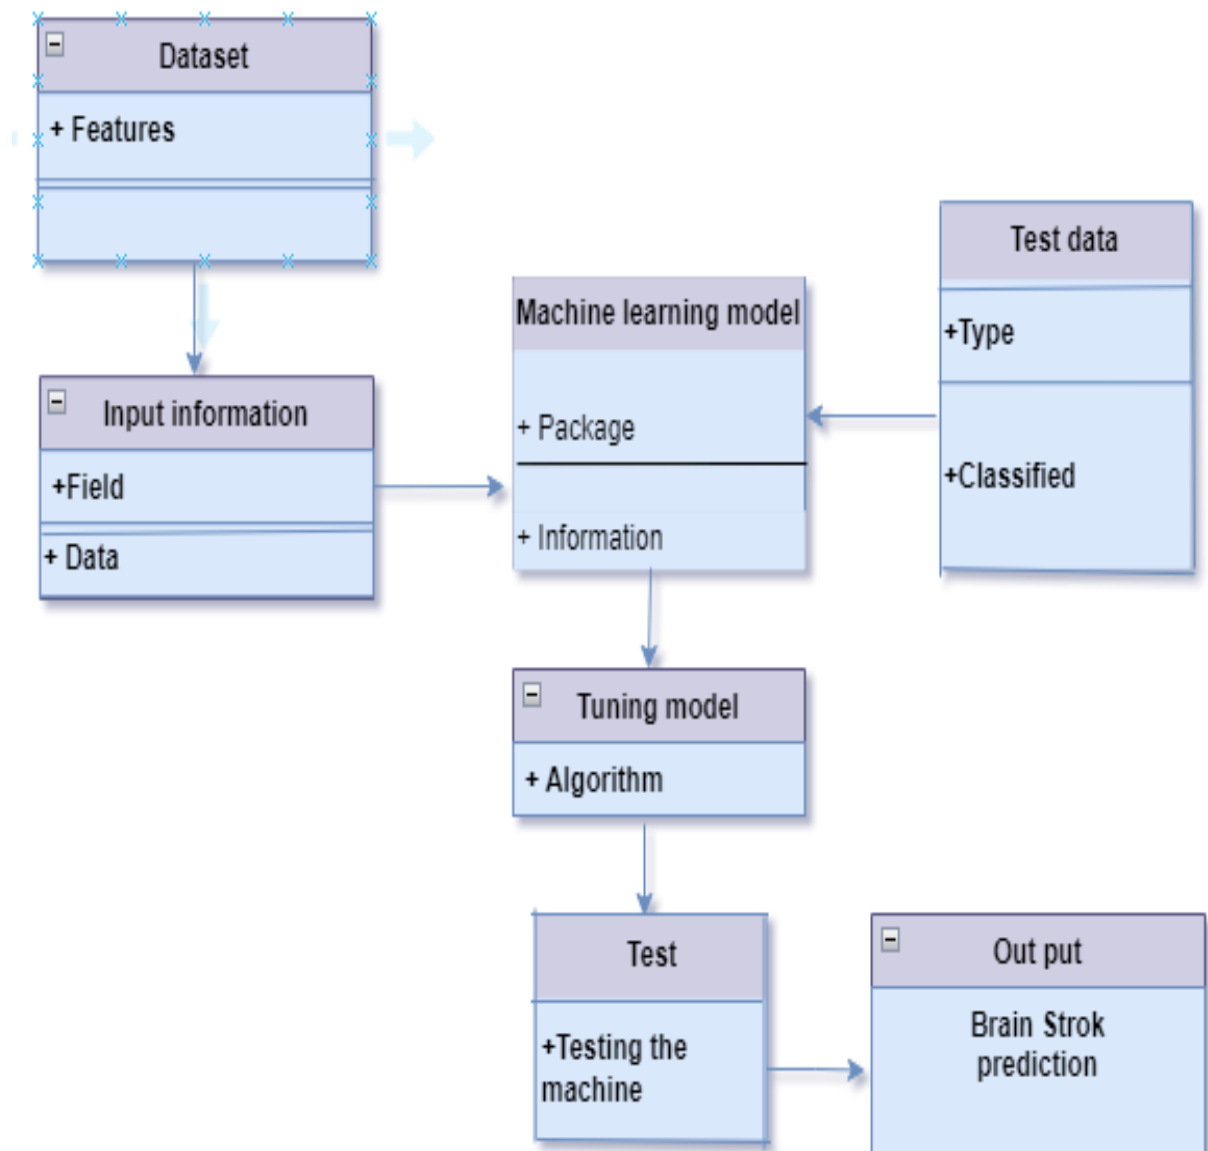 Dataset
+ Features
Input information
+Field
+ Data
Machine learning model
+ Package
+ Information
Test data
+Type
+Classified
Tuning model
+ Algorithm
Test
+Testing the
machine
Out put
Brain Strok
prediction